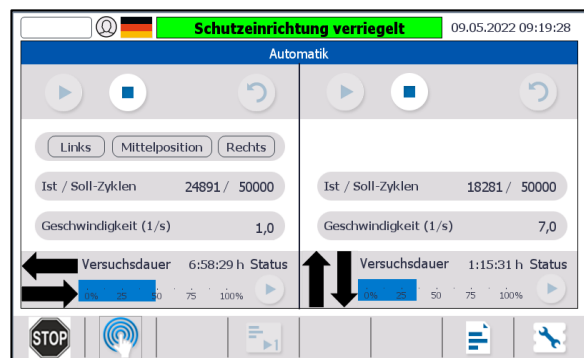 Schutzeinrichtung verriegelt 09.05.2022 09:19:28
Automatik
Links Mittelposition Rechts
Ist / Soll-Zyklen 24891 / 50000
Geschwindigkeit (1/s) 1,0
Versuchsdauer 6:58:29 h Status
0% 25 50 75 100%
Ist / Soll-Zyklen 18281 / 50000
Geschwindigkeit (1/s) 7,0
Versuchsdauer 1:15:31 h Status
0% 25 50 75 100%
STOP